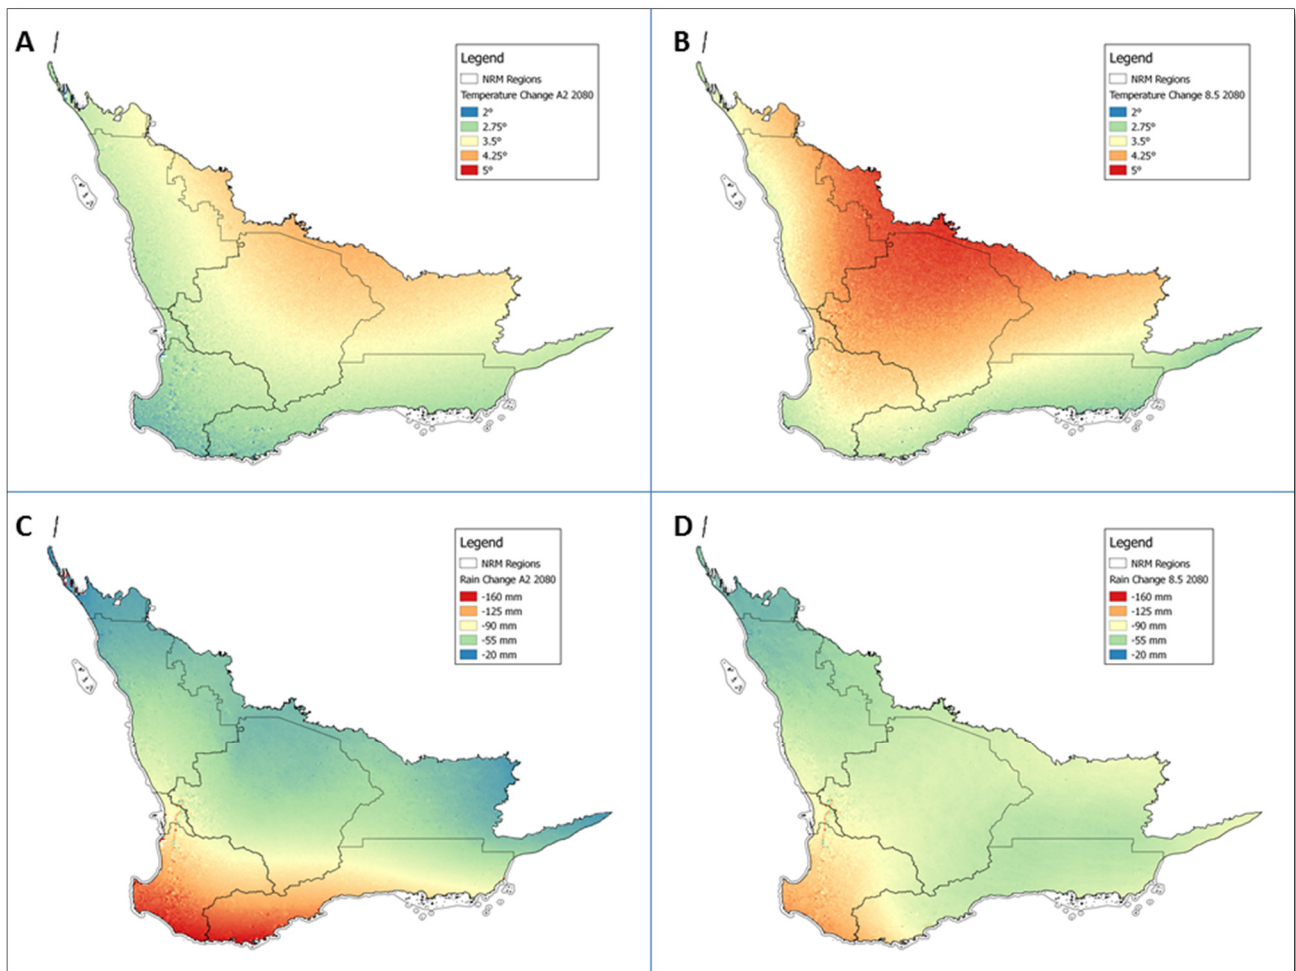 A
Legend
NRM Regions
Temperature Change A2 2080
2°
2.75°
3.5°
4.25°
5°
B
Legend
NRM Regions
Temperature Change 8.5 2080
2°
2.75°
3.5°
4.25°
5°
C
Legend
NRM Regions
Rain Change A2 2080
-160 mm
-125 mm
-90 mm
-55 mm
-20 mm
D
Legend
NRM Regions
Rain Change 8.5 2080
-160 mm
-125 mm
-90 mm
-55 mm
-20 mm